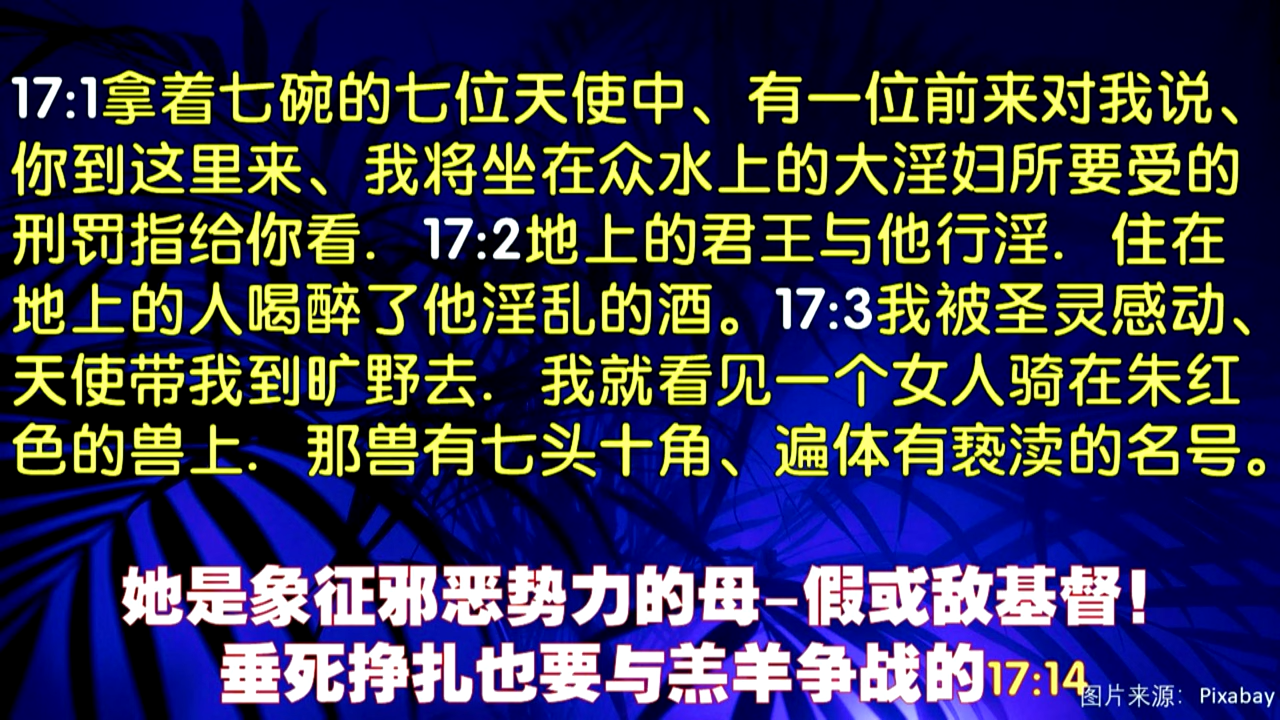 17:1拿着七碗的七位天使中、有一位前来对我说、
你到这里来、我将坐在众水上的大淫妇所要受的
刑罚指给你看. 17:2地上的君王与他行淫. 住在
地上的人喝醉了他淫乱的酒。17:3我被圣灵感动、
天使带我到旷野去. 我就看见一个女人骑在朱红
色的兽上. 那兽有七头十角、遍体有亵渎的名号。
她是象征邪恶势力的母-假或敌基督!
垂死挣扎也要与羔羊争战的17:14
图片来源: Pixabay